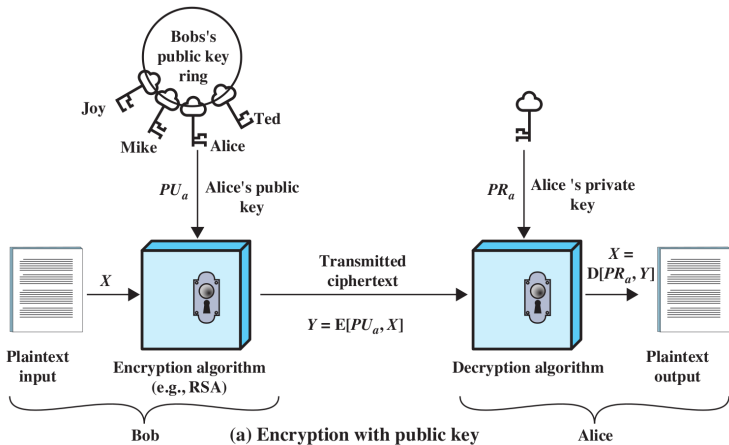 Bobs's
public key
ring
Joy
Mike
Alice
Ted
PUₐ
Alice's public
key
PRₐ
Alice 's private
key
X
Transmitted
ciphertext
X =
D[PRₐ, Y]
Y = E[PUₐ, X]
Plaintext
input
Encryption algorithm
(e.g., RSA)
Decryption algorithm
Plaintext
output
Bob
(a) Encryption with public key
Alice